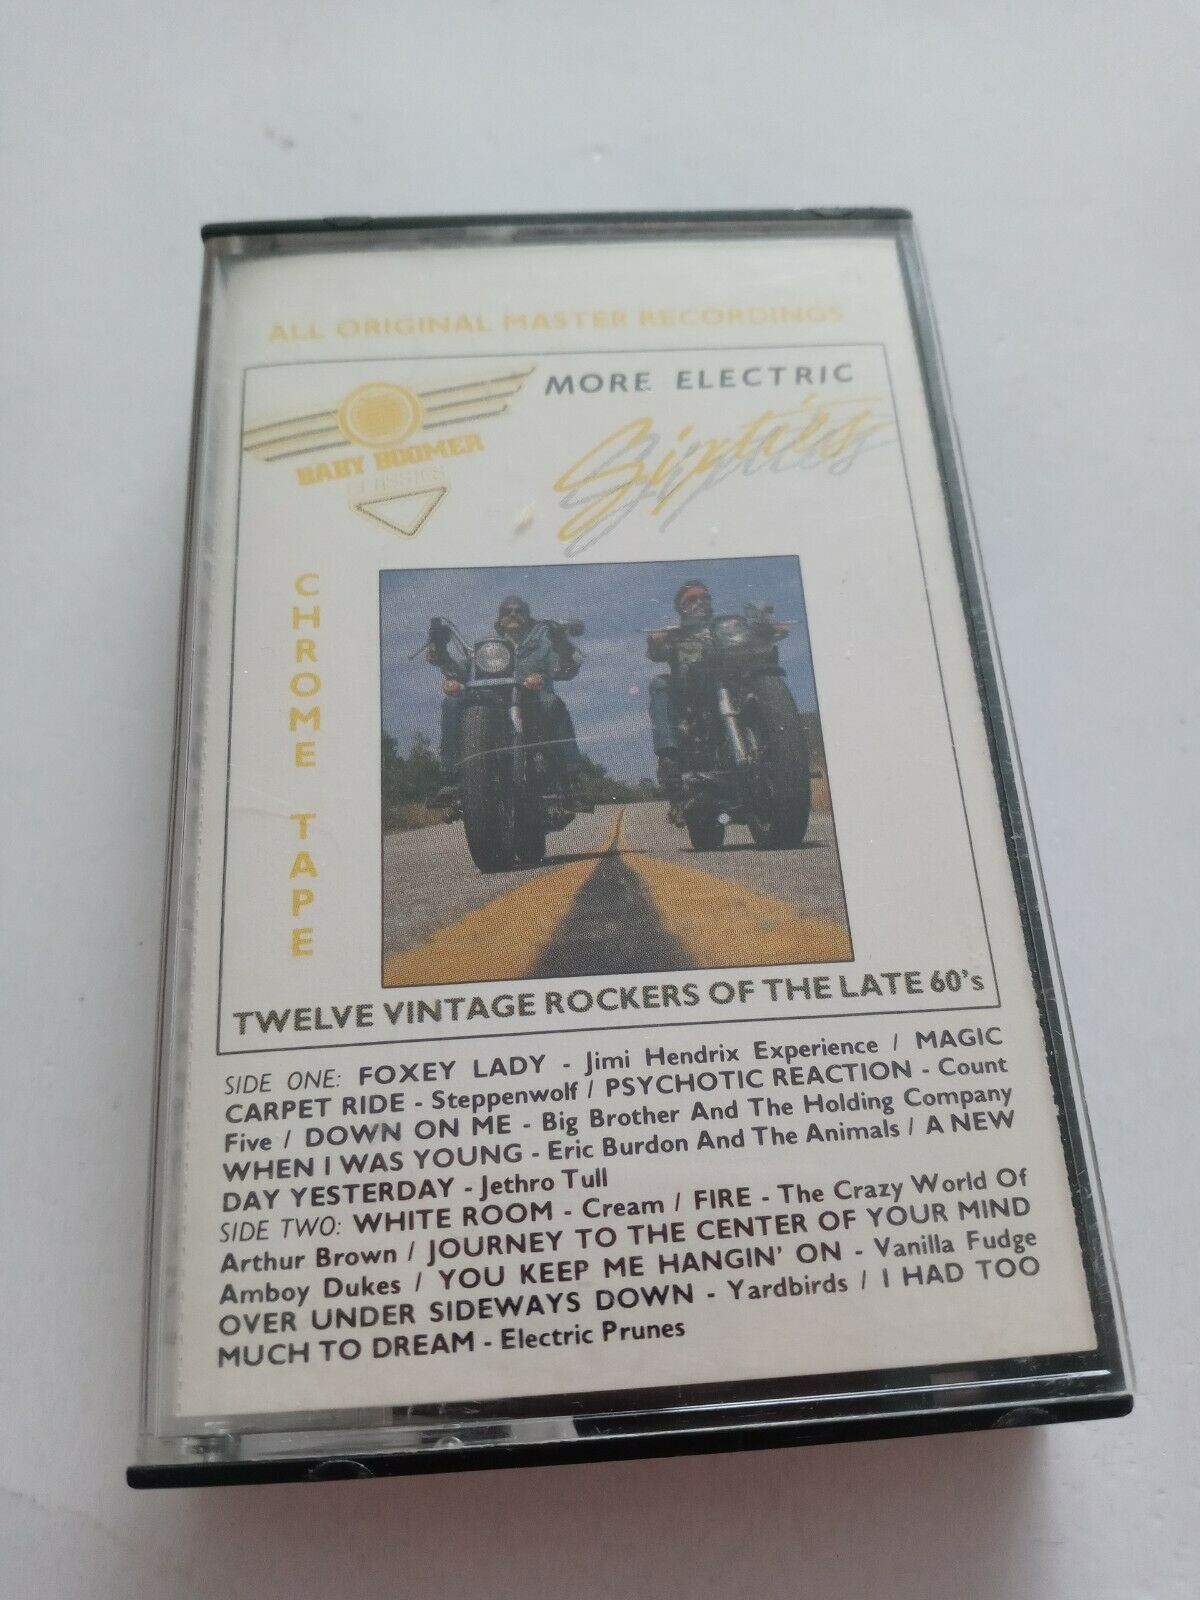 ALL ORIGINAL MASTER RECORDINGS
BABY BOOMER
CLASSICS
MORE ELECTRIC
Sixties
CHROME TAPE
TWELVE VINTAGE ROCKERS OF THE LATE 60's
SIDE ONE: FOXEY LADY - Jimi Hendrix Experience / MAGIC
CARPET RIDE - Steppenwolf / PSYCHOTIC REACTION - Count
Five / DOWN ON ME - Big Brother And The Holding Company
WHEN I WAS YOUNG - Eric Burdon And The Animals / A NEW
DAY YESTERDAY - Jethro Tull
SIDE TWO: WHITE ROOM - Cream / FIRE - The Crazy World Of
Arthur Brown / JOURNEY TO THE CENTER OF YOUR MIND
Amboy Dukes / YOU KEEP ME HANGIN' ON - Vanilla Fudge
OVER UNDER SIDEWAYS DOWN - Yardbirds / I HAD TOO
MUCH TO DREAM - Electric Prunes